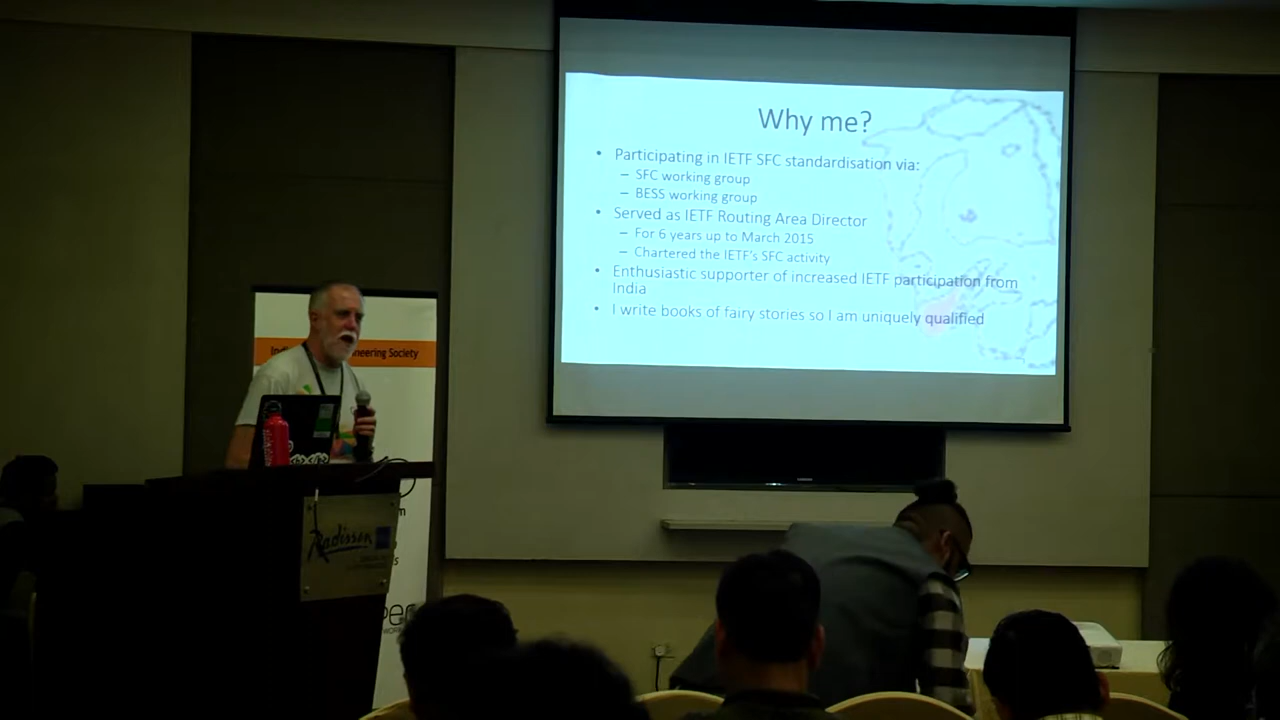 Why me?
• Participating in IETF SFC standardisation via:
– SFC working group
– BESS working group
• Served as IETF Routing Area Director
– For 6 years up to March 2015
– Chartered the IETF's SFC activity
• Enthusiastic supporter of increased IETF participation from
India
• I write books of fairy stories so I am uniquely qualified
neering Society
Radisson